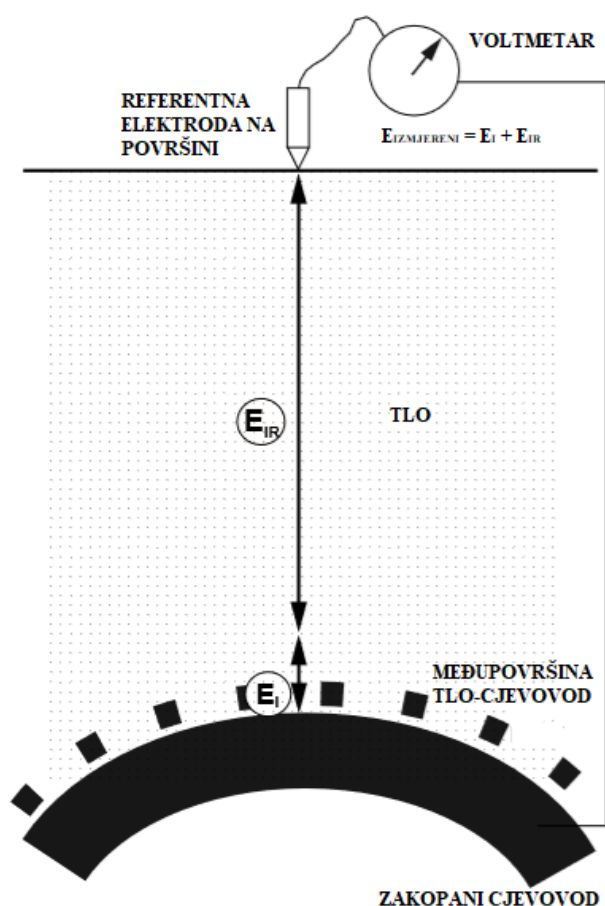 VOLTMETAR
REFERENTNA
ELEKTRODA NA
POVRŠINI
EIZMJERENI = EI + EIR
EIR
TLO
MEĐUPOVRŠINA
TLO-CJEVOVOD
EI
ZAKOPANI CJEVOVOD